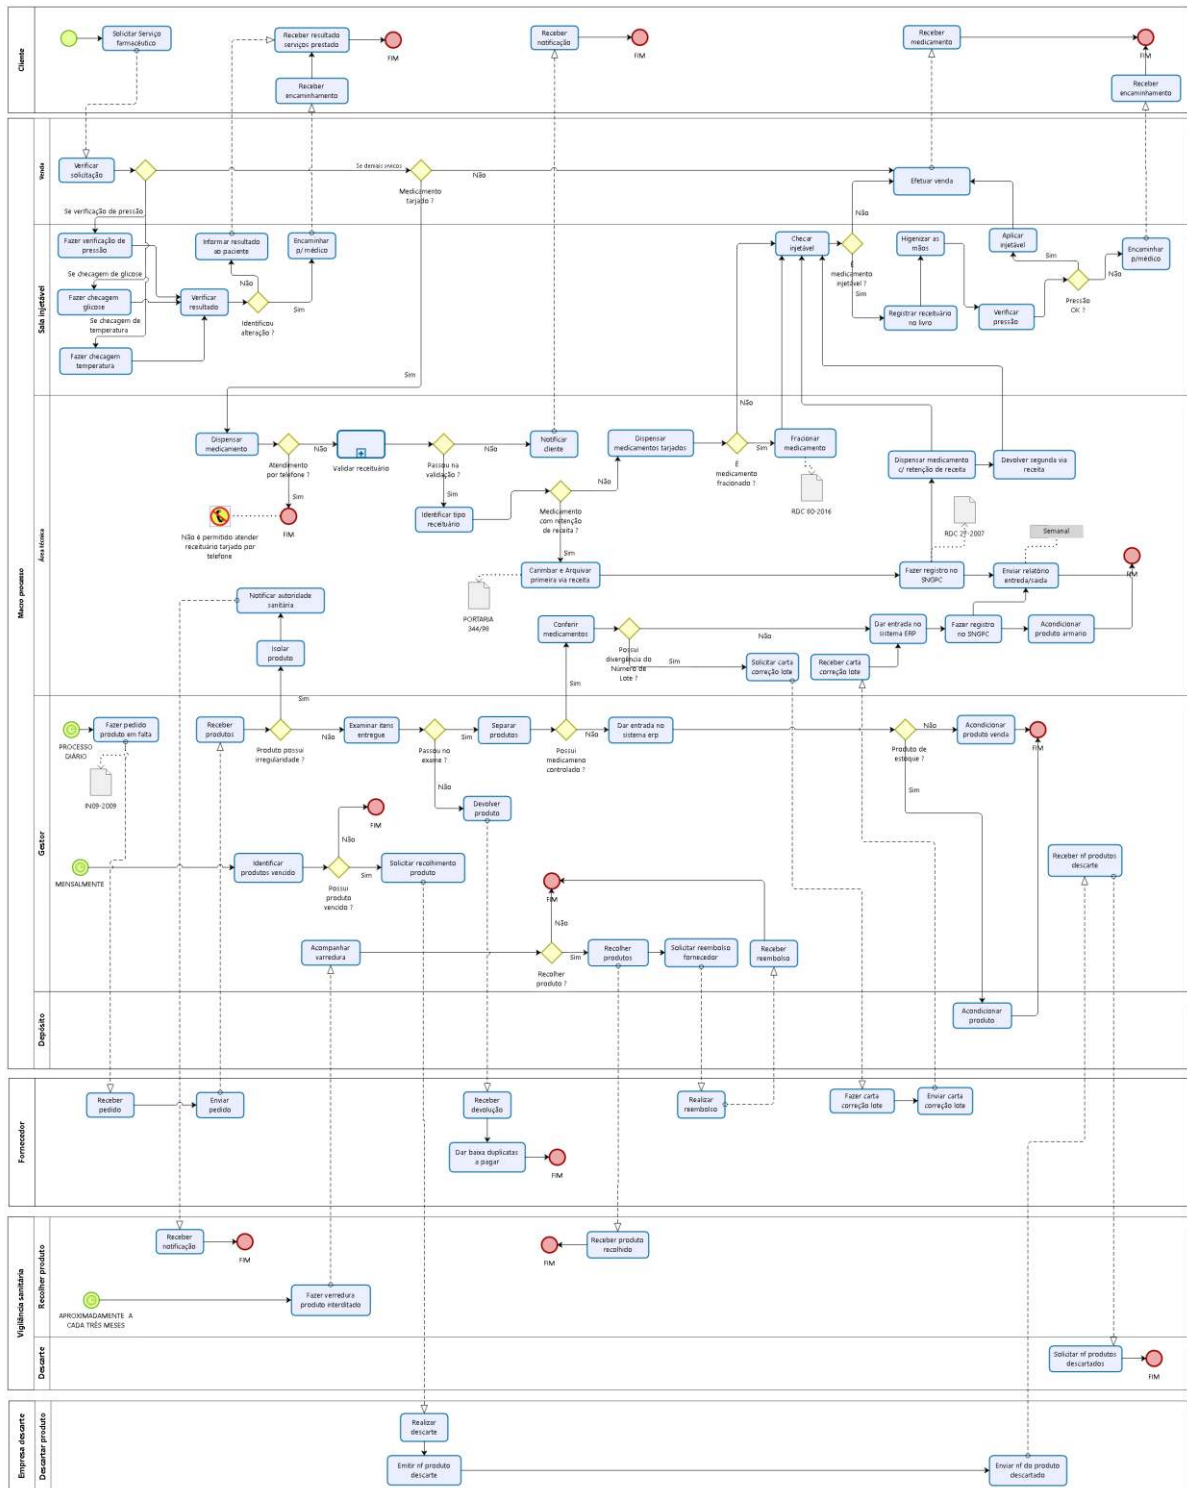 Cliente
Solicitar Serviço
farmacêutico
Receber resultado
serviços prestado
FIM
Receber
encaminhamento
Receber
notificação
FIM
Receber
medicamento
FIM
Receber
encaminhamento
Macro processo
Venda
Verificar
solicitação
Se demais
Medicamento
tarjado ?
Não
Efetuar venda
Se verificação de pressão
Sala injetável
Fazer verificação de
pressão
Se checagem de glicose
Fazer checagem
glicose
Se checagem de
temperatura
Fazer checagem
temperatura
Verificar
resultado
Informar resultado
ao paciente
Não
Identificou
alteração ?
Sim
Encaminhar
p/ médico
Sim
Checar
injetável
Não
É
medicamento
injetável ?
Sim
Higenizar as
mãos
Registrar receituário
no livro
Aplicar
injetável
Verificar
pressão
Sim
Pressão
OK ?
Não
Encaminhar
p/médico
Área técnica
Dispensar
medicamento
Atendimento
por telefone ?
Não
Sim
FIM
Não é permitido atender
receituário tarjado por
telefone
Validar receituário
Passou na
validação ?
Não
Sim
Notificar
cliente
Identificar tipo
receituário
Medicamento
com retenção
de receita ?
Não
Sim
Dispensar
medicamentos tarjados
É
medicamento
fracionado ?
Não
Sim
Fracionar
medicamento
RDC 80-2016
Dispensar medicamento
c/ retenção de receita
Devolver segunda via
receita
RDC 27-2007
Semanal
Carimbar e Arquivar
primeira via receita
PORTARIA
344/98
Fazer registro no
SNGPC
Enviar relatório
entreda/saida
FIM
Notificar autoridade
sanitária
Isolar
produto
Sim
Conferir
medicamentos
Possui
divergência do
Número de
Lote ?
Não
Sim
Solicitar carta
correção lote
Receber carta
correção lote
Dar entrada no
sistema ERP
Fazer registro
no SNGPC
Acondicionar
produto armario
Sim
Gestor
PROCESSO
DIÁRIO
Fazer pedido
produto em falta
IN09-2009
Receber
produtos
Produto possui
irregularidade ?
Não
Examinar itens
entregue
Passou no
exame ?
Sim
Não
Separar
produtos
Possui
medicameno
controlado ?
Não
Dar entrada no
sistema erp
Produto de
estoque ?
Não
Sim
Acondicionar
produto venda
FIM
Devolver
produto
MENSALMENTE
Identificar
produtos vencido
Possui
produto
vencido ?
Não
FIM
Sim
Solicitar recolhimento
produto
Receber nf produtos
descarte
FIM
Não
Acompanhar
varredura
Recolher
produto ?
Sim
Recolher
produtos
Solicitar reembolso
fornecedor
Receber
reembolso
Depósito
Acondicionar
produto
Fornecedor
Receber
pedido
Enviar
pedido
Receber
devolução
Dar baixa duplicatas
a pagar
FIM
Realizar
reembolso
Fazer carta
correção lote
Enviar carta
correção lote
Vigilância sanitária
Recolher produto
Receber
notificação
FIM
Receber produto
recolhido
FIM
APROXIMADAMENTE A
CADA TRÊS MESES
Fazer verredura
produto interditado
Descarte
Solicitar nf produtos
descartados
FIM
Empresa descarte
Descartar produto
Realizar
descarte
Emitir nf produto
descarte
Enviar nf do produto
descartado